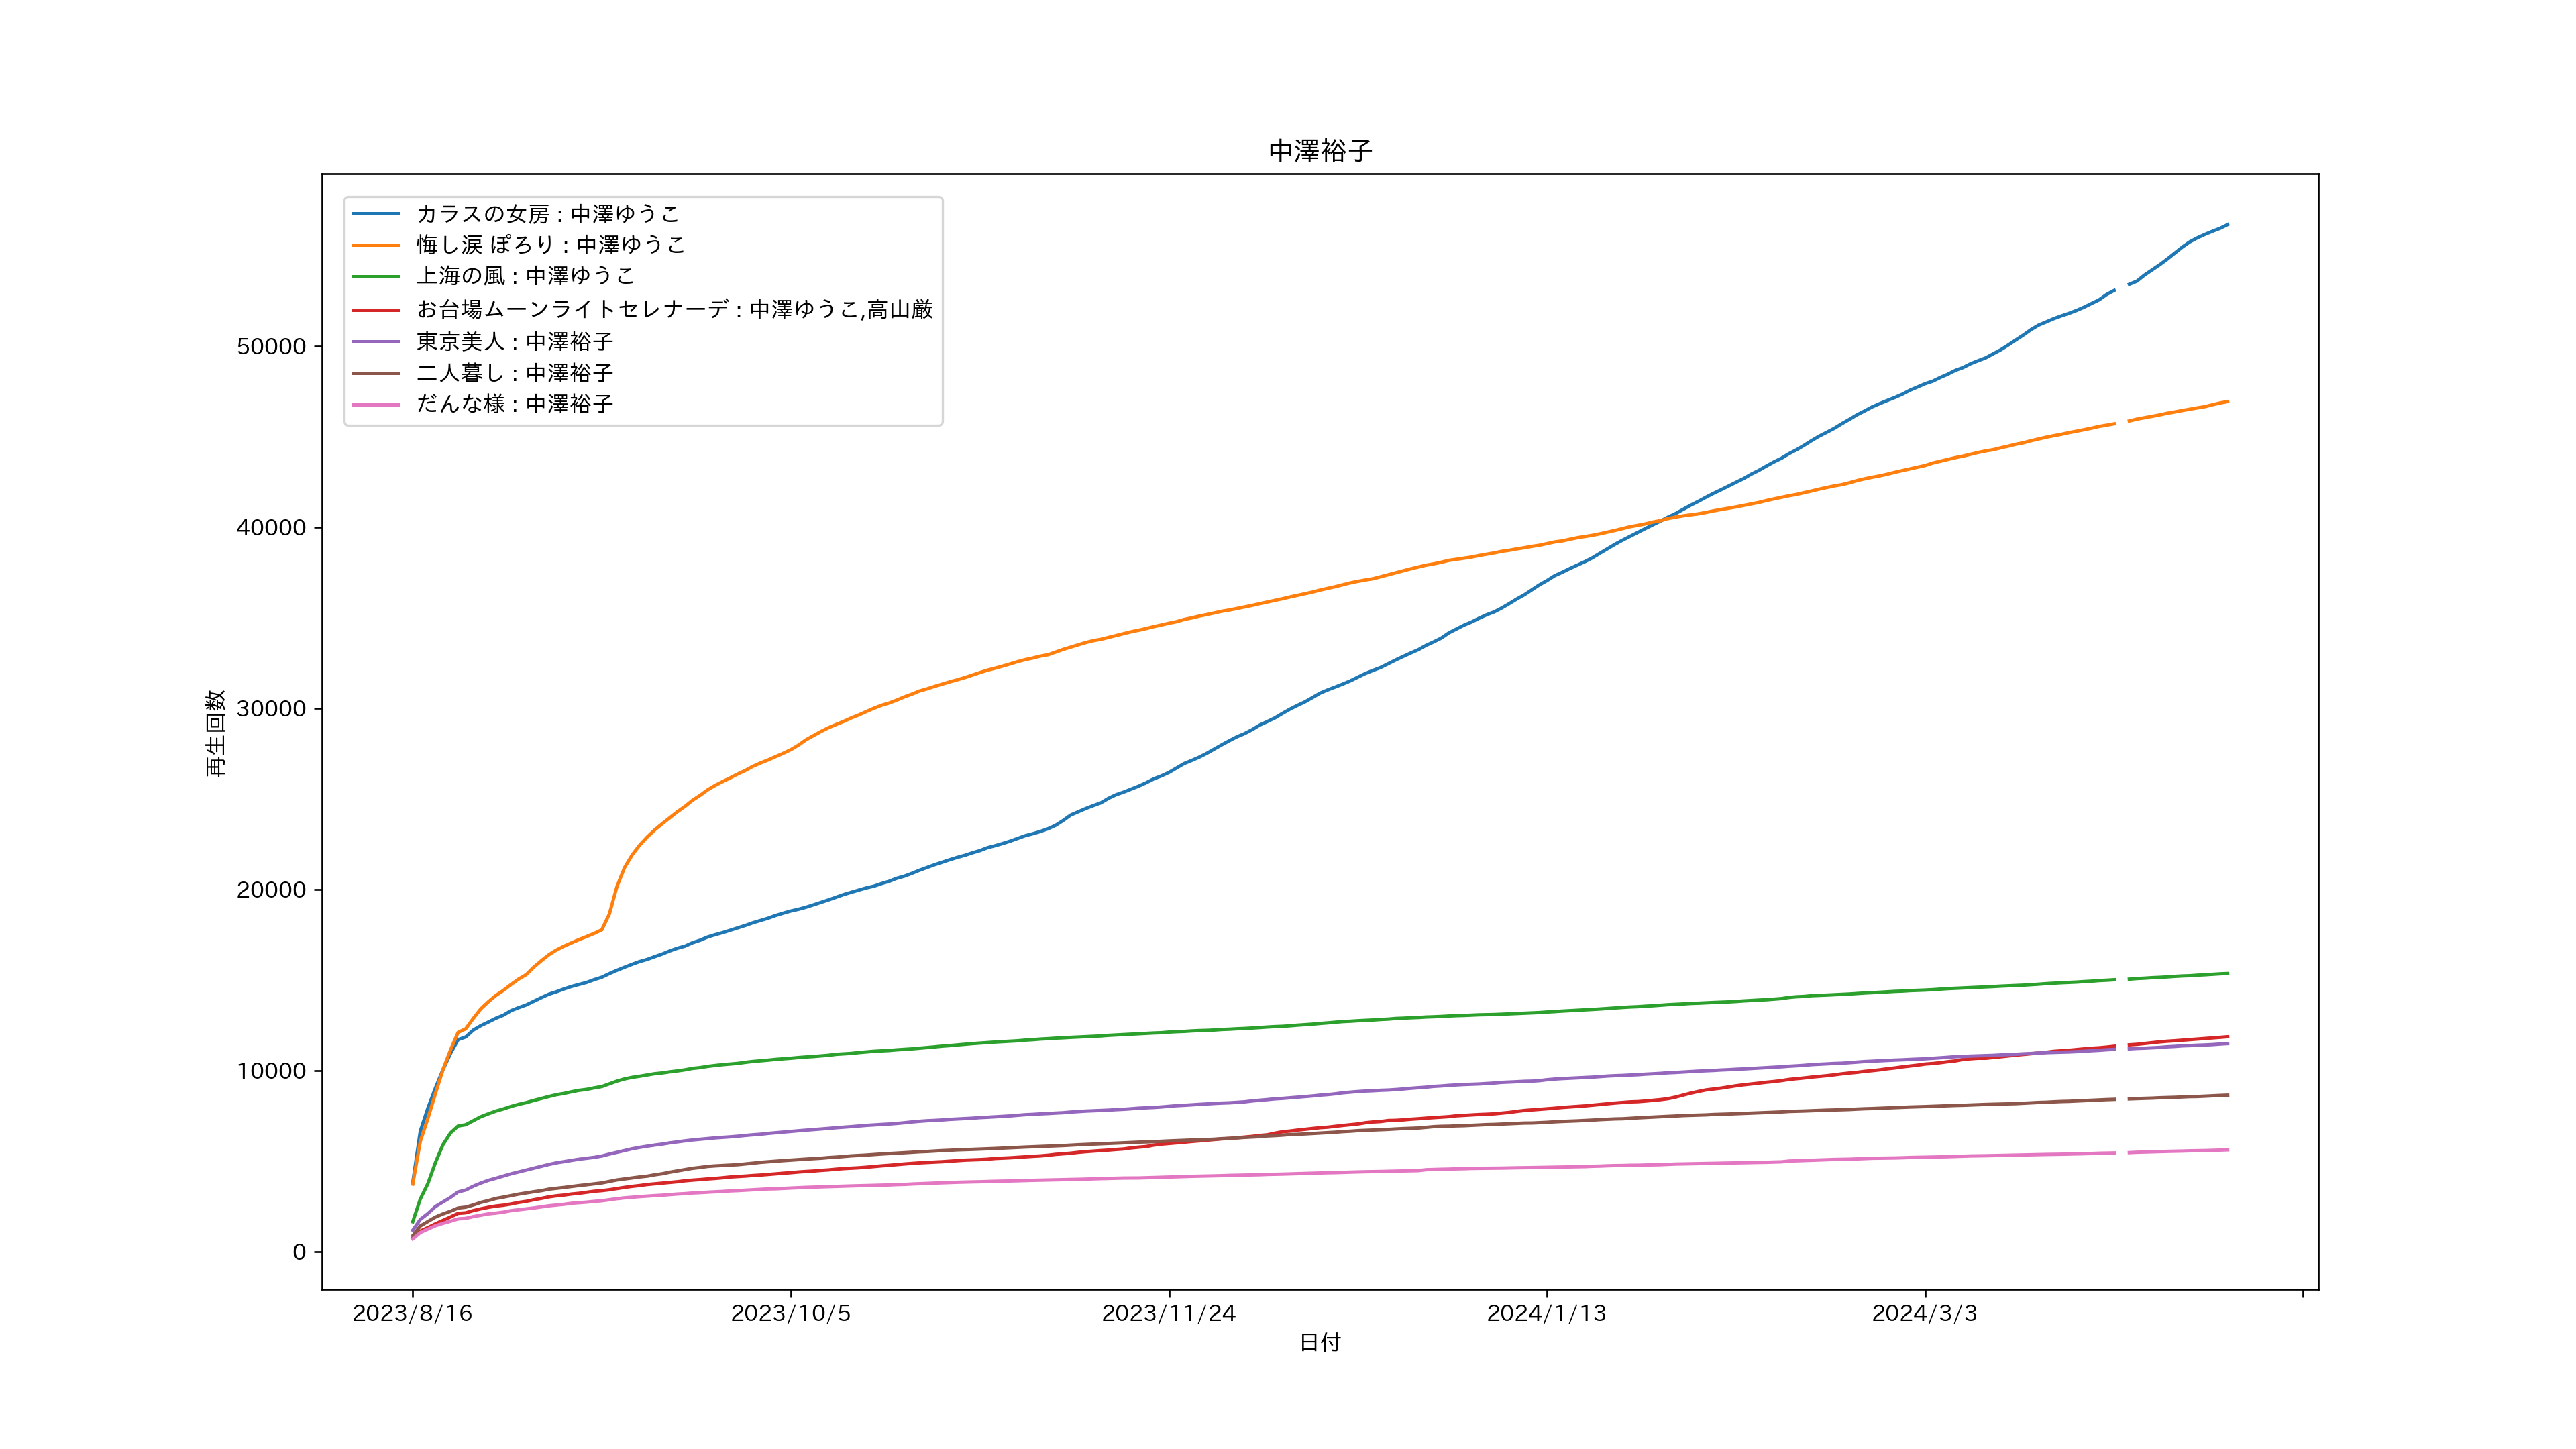 中澤裕子
カラスの女房 : 中澤ゆうこ
悔し涙 ぽろり : 中澤ゆうこ
上海の風 : 中澤ゆうこ
お台場ムーンライトセレナーデ : 中澤ゆうこ,高山厳
東京美人 : 中澤裕子
二人暮し : 中澤裕子
だんな様 : 中澤裕子
再生回数
50000
40000
30000
20000
10000
0
2023/8/16
2023/10/5
2023/11/24
2024/1/13
2024/3/3
日付